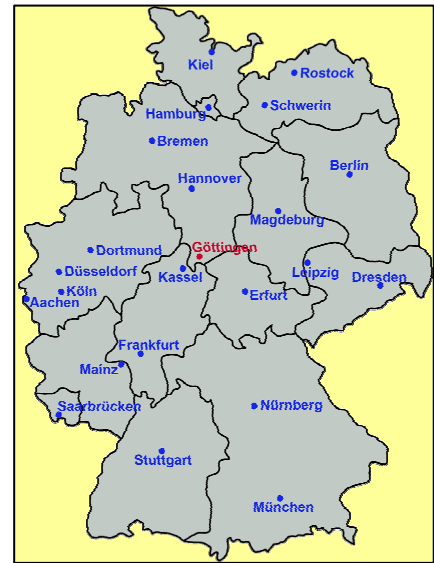 Kiel
Rostock
Schwerin
Hamburg
Bremen
Berlin
Hannover
Magdeburg
Dortmund
Göttingen
Düsseldorf
Kassel
Leipzig
Dresden
Köln
Erfurt
Aachen
Frankfurt
Mainz
Saarbrücken
Nürnberg
Stuttgart
München